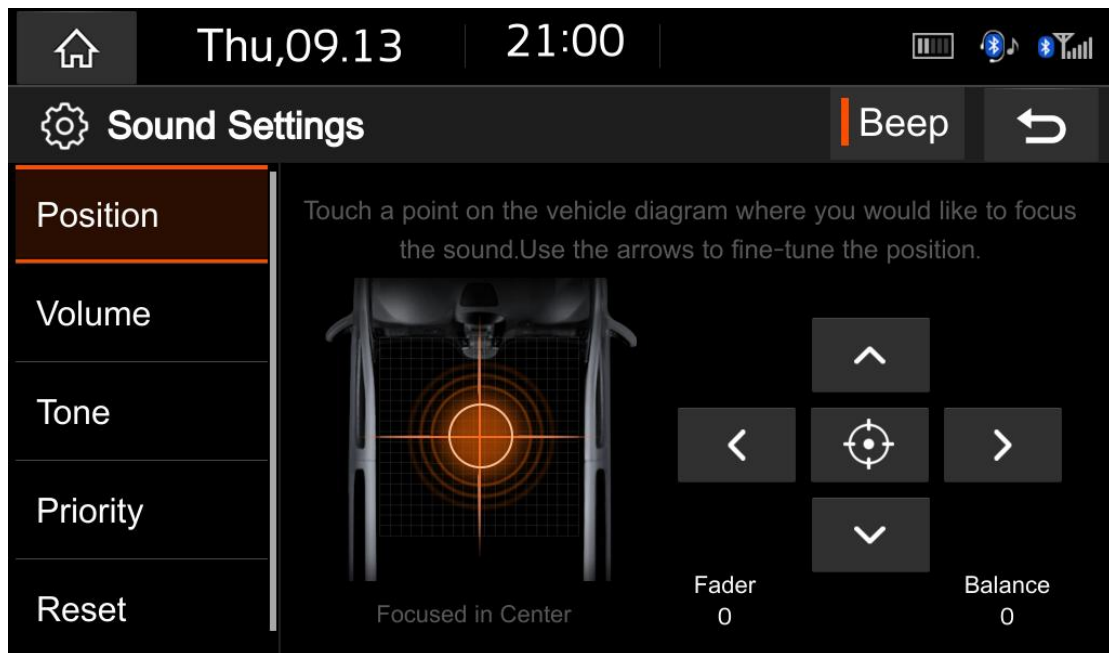 Thu,09.13 21:00
Sound Settings Beep
Position
Touch a point on the vehicle diagram where you would like to focus
the sound.Use the arrows to fine-tune the position.
Volume
Tone
Priority
Reset
Focused in Center
Fader Balance
0 0